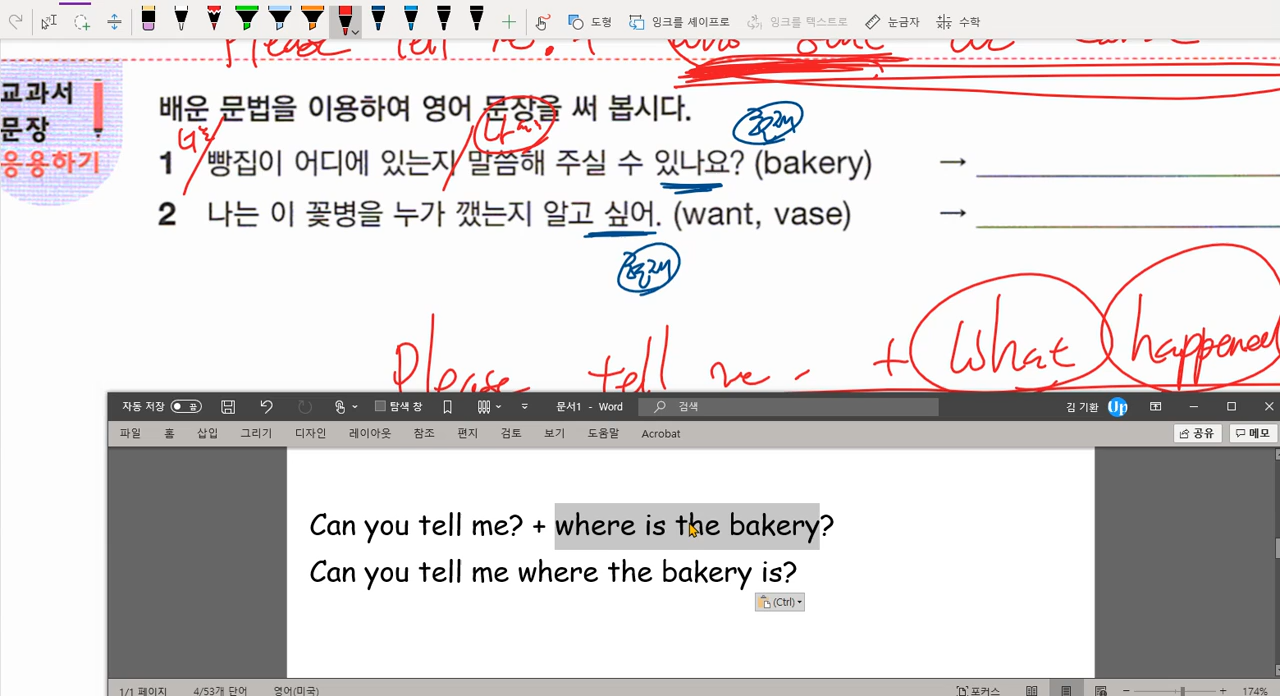 도형 잉크를 셰이프로 잉크를 텍스트로 눈금자 수학
Please tell me. +
교과서
문장
응용하기
배운 문법을 이용하여 영어 문장을 써 봅시다.
1 빵집이 어디에 있는지 말씀해 주실 수 있나요? (bakery) →
2 나는 이 꽃병을 누가 깼는지 알고 싶어. (want, vase) →
Please tell me . + What happened
자동 저장 끔 탐색 창 문서1 - Word 검색 김 기환 Up
파일 홈 삽입 그리기 디자인 레이아웃 참조 편지 검토 보기 도움말 Acrobat 공유 메모
Can you tell me? + where is the bakery?
Can you tell me where the bakery is?
(Ctrl)
1/1 페이지 4/53개 단어 영어(미국) 포커스 174%